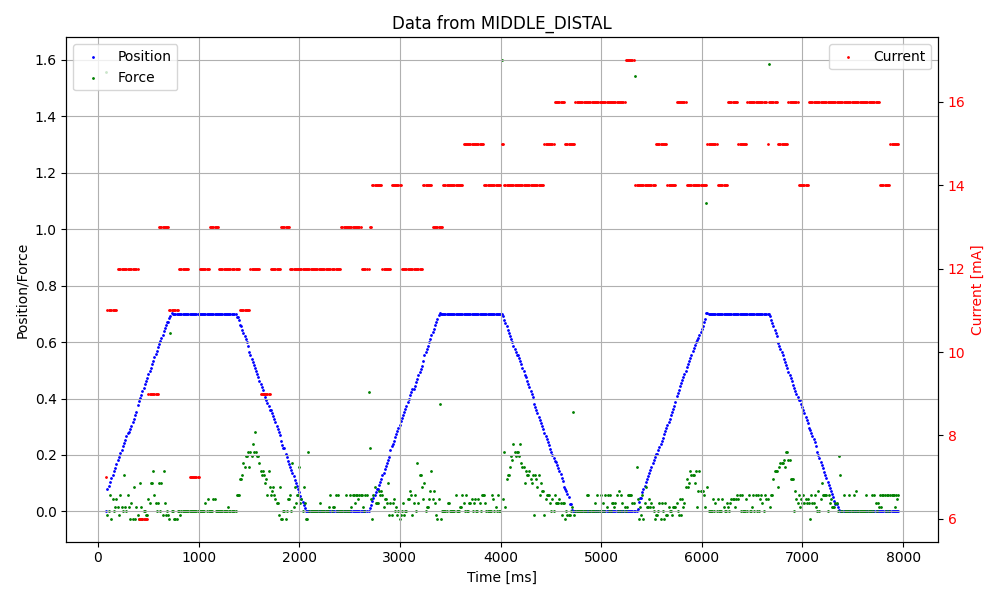 Data from MIDDLE_DISTAL
Position
Force
Current
Position/Force
1.6
1.4
1.2
1.0
0.8
0.6
0.4
0.2
0.0
16
14
12
10
8
6
Current [mA]
0 1000 2000 3000 4000 5000 6000 7000 8000
Time [ms]